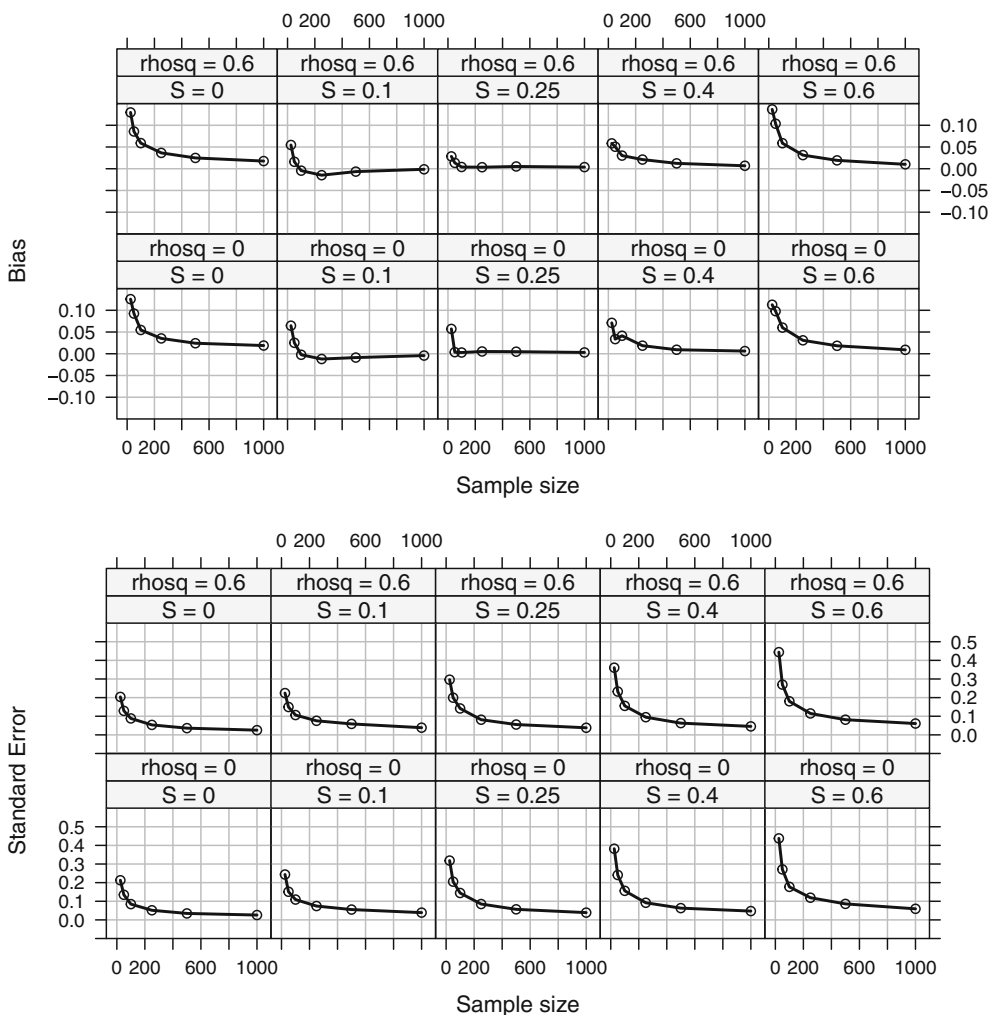 0 200 600 1000 0 200 600 1000
rhosq = 0.6 rhosq = 0.6 rhosq = 0.6 rhosq = 0.6 rhosq = 0.6
S = 0 S = 0.1 S = 0.25 S = 0.4 S = 0.6
0.10
0.05
0.00
−0.05
−0.10
Bias
rhosq = 0 rhosq = 0 rhosq = 0 rhosq = 0 rhosq = 0
S = 0 S = 0.1 S = 0.25 S = 0.4 S = 0.6
0.10
0.05
0.00
−0.05
−0.10
0 200 600 1000 0 200 600 1000 0 200 600 1000
Sample size
0 200 600 1000 0 200 600 1000
rhosq = 0.6 rhosq = 0.6 rhosq = 0.6 rhosq = 0.6 rhosq = 0.6
S = 0 S = 0.1 S = 0.25 S = 0.4 S = 0.6
0.5
0.4
0.3
0.2
0.1
0.0
Standard Error
rhosq = 0 rhosq = 0 rhosq = 0 rhosq = 0 rhosq = 0
S = 0 S = 0.1 S = 0.25 S = 0.4 S = 0.6
0.5
0.4
0.3
0.2
0.1
0.0
0 200 600 1000 0 200 600 1000 0 200 600 1000
Sample size